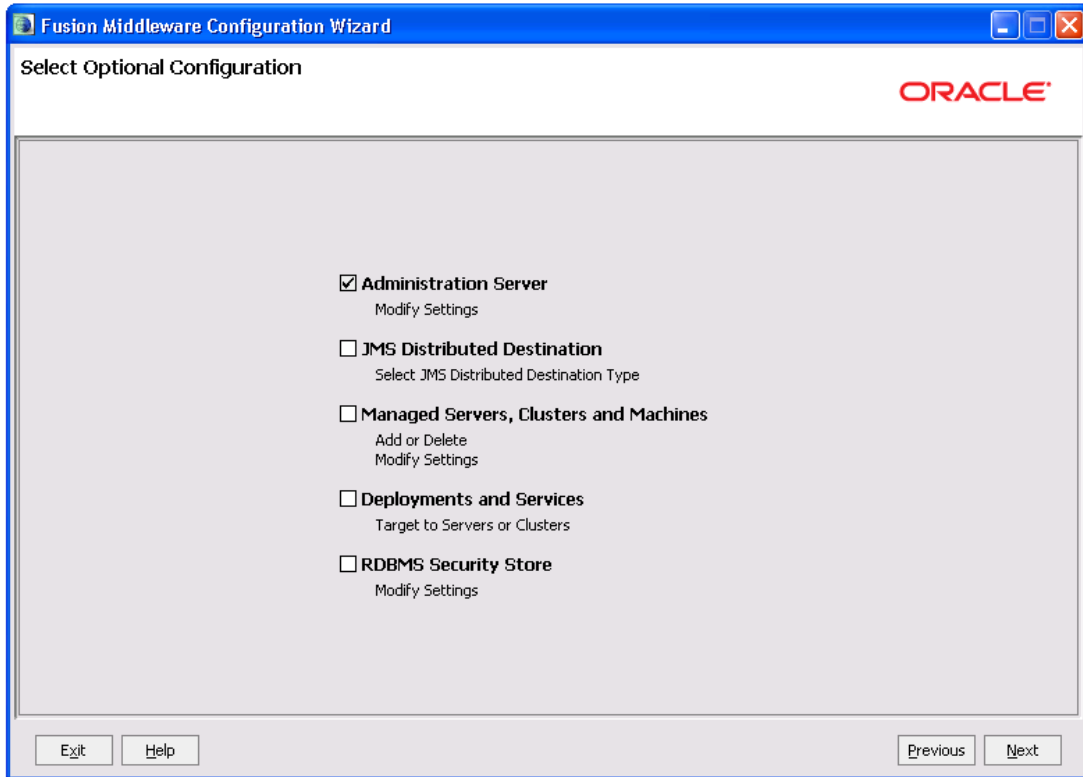 Fusion Middleware Configuration Wizard
Select Optional Configuration
ORACLE
Administration Server
Modify Settings
JMS Distributed Destination
Select JMS Distributed Destination Type
Managed Servers, Clusters and Machines
Add or Delete
Modify Settings
Deployments and Services
Target to Servers or Clusters
RDBMS Security Store
Modify Settings
Exit Help Previous Next